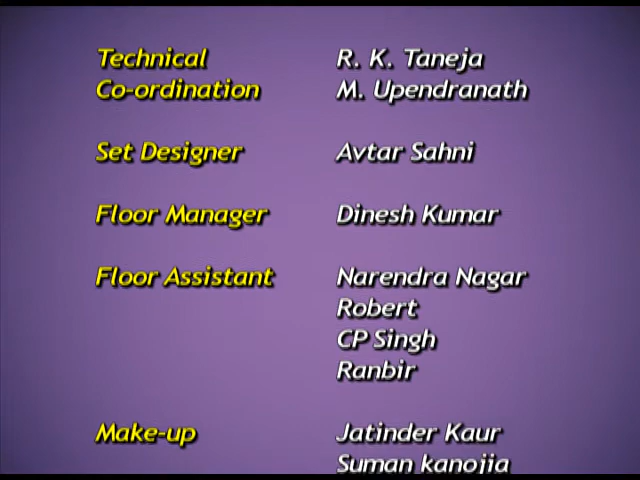 Technical R. K. Taneja
Co-ordination M. Upendranath
Set Designer Avtar Sahni
Floor Manager Dinesh Kumar
Floor Assistant Narendra Nagar
Robert
CP Singh
Ranbir
Make-up Jatinder Kaur
Suman kanojia